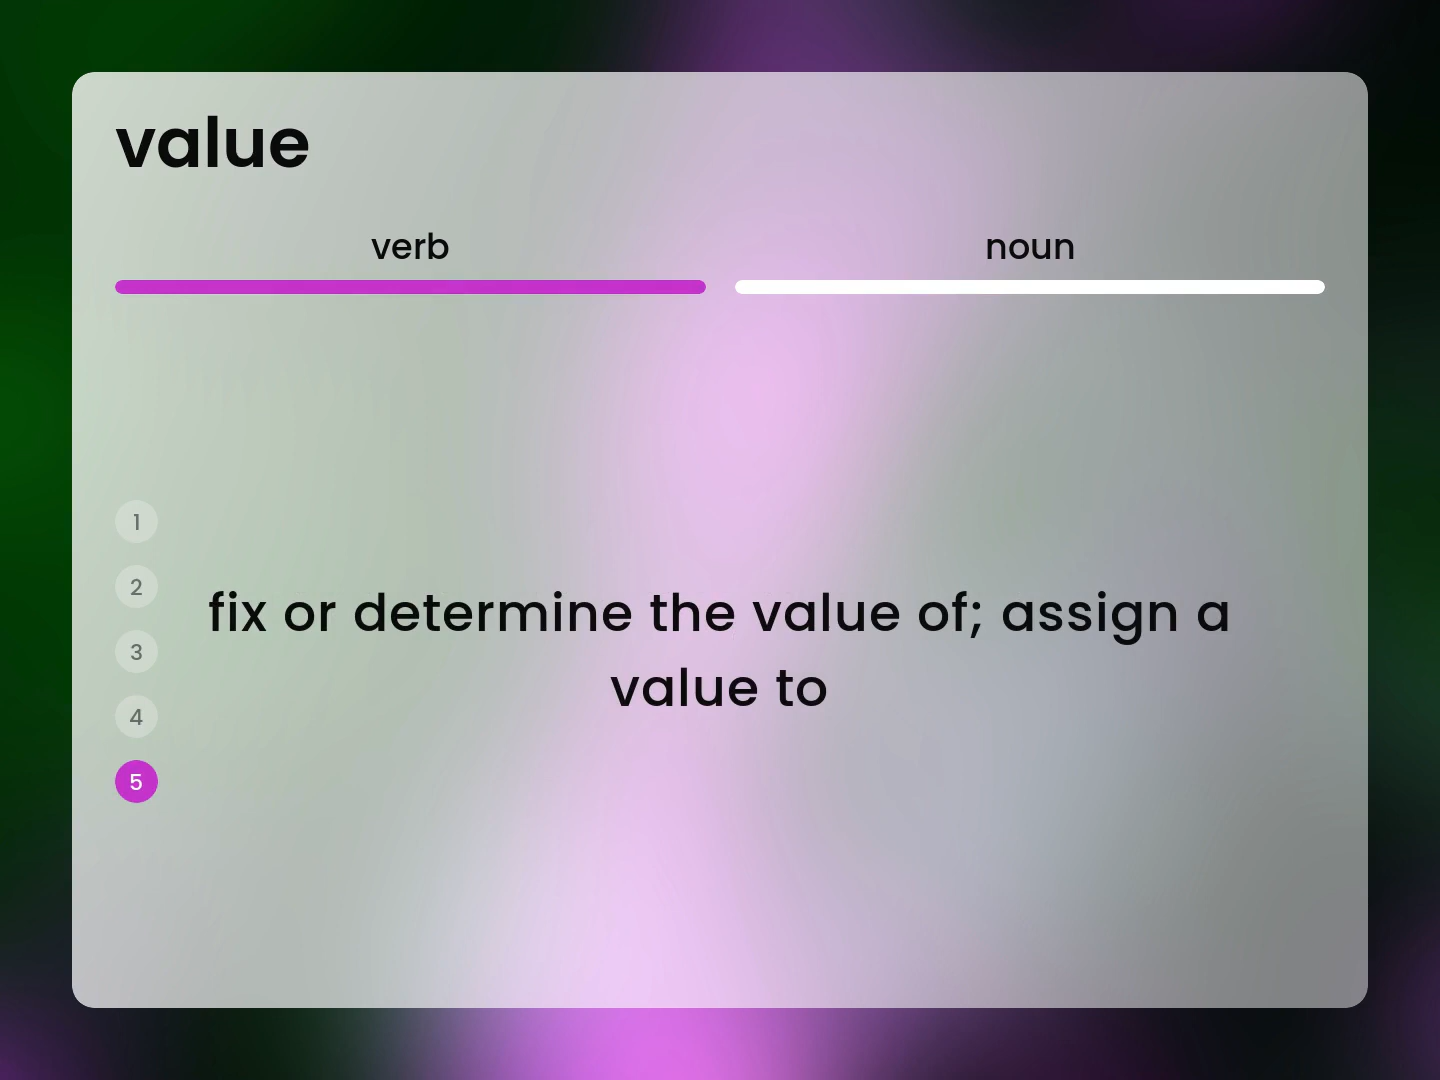 value
verb
noun
1
2
3
4
5
fix or determine the value of; assign a
value to